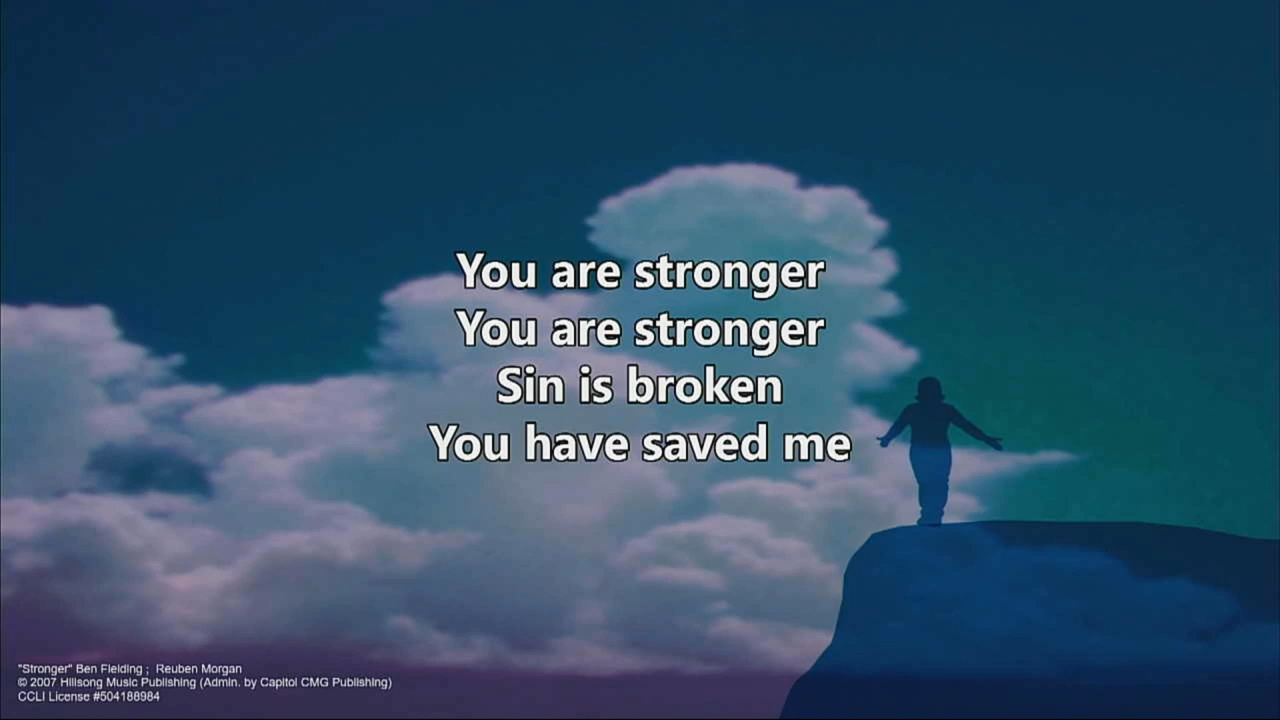 You are stronger
You are stronger
Sin is broken
You have saved me
"Stronger" Ben Fielding ; Reuben Morgan
© 2007 Hillsong Music Publishing (Admin. by Capitol CMG Publishing)
CCLI License #504188984